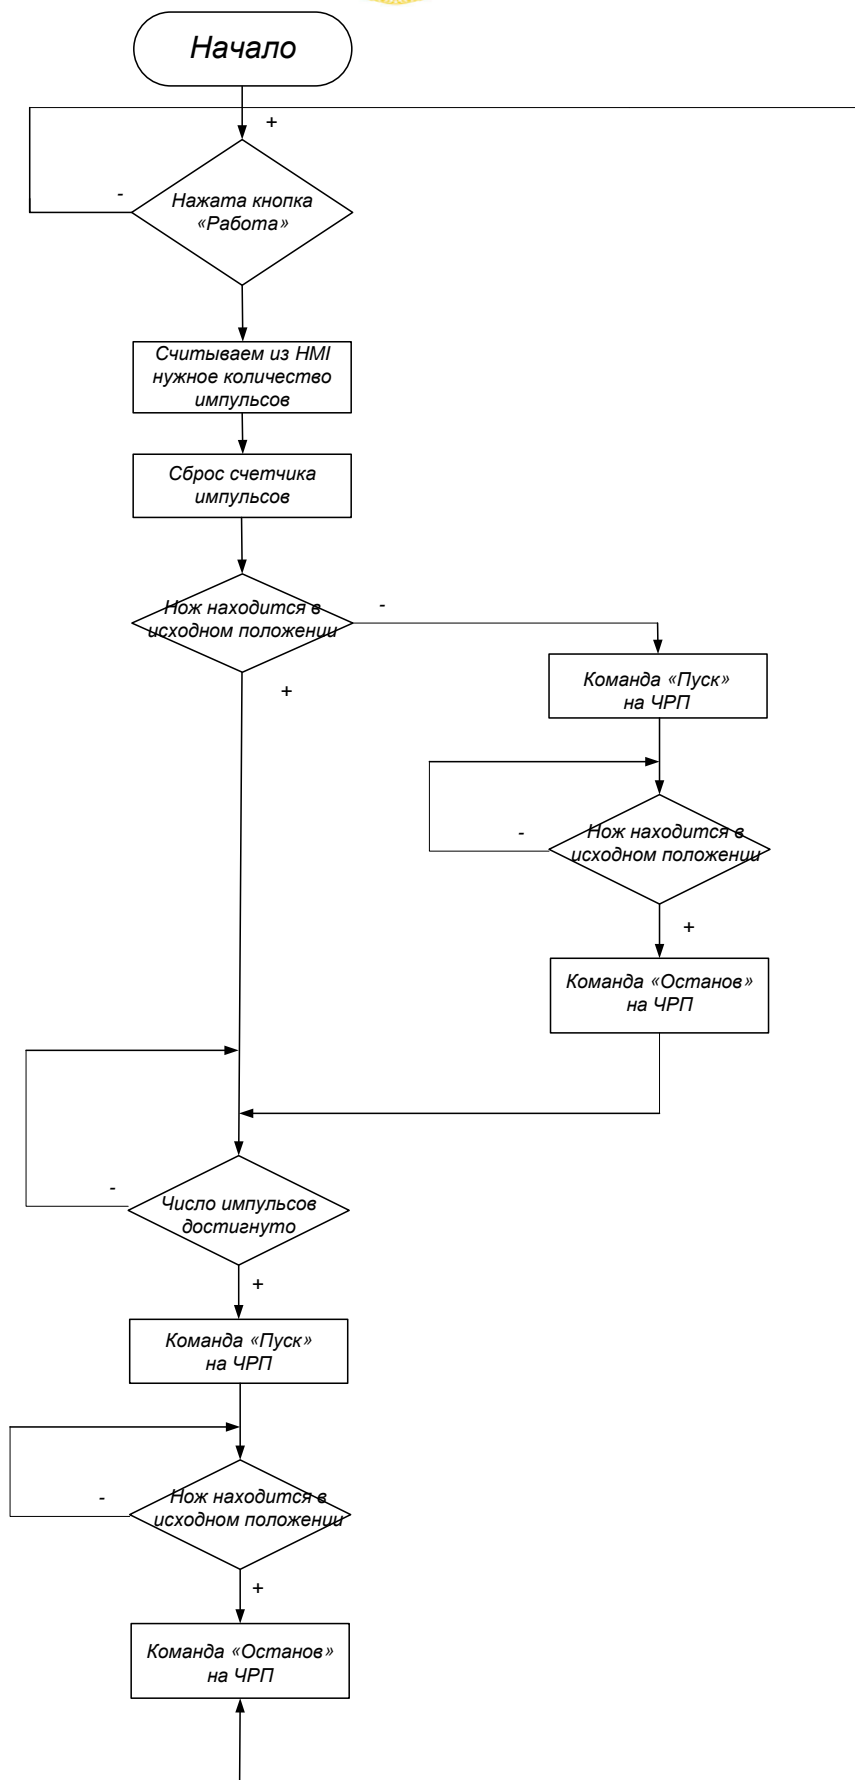 Начало
+
-
Нажата кнопка
«Работа»
Считываем из HMI
нужное количество
импульсов
Сброс счетчика
импульсов
Нож находится в
исходном положении
-
+
Команда «Пуск»
на ЧРП
Нож находится в
исходном положении
-
+
Команда «Останов»
на ЧРП
-
Число импульсов
достигнуто
+
Команда «Пуск»
на ЧРП
-
Нож находится в
исходном положении
+
Команда «Останов»
на ЧРП